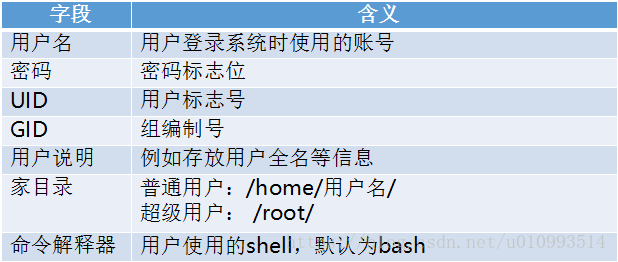 字段 含义
用户名 用户登录系统时使用的账号
密码 密码标志位
UID 用户标志号
GID 组编制号
用户说明 例如存放用户全名等信息
家目录 普通用户：/home/用户名/
超级用户： /root/
命令解释器 用户使用的shell，默认为bash
sdn.net/u010993514